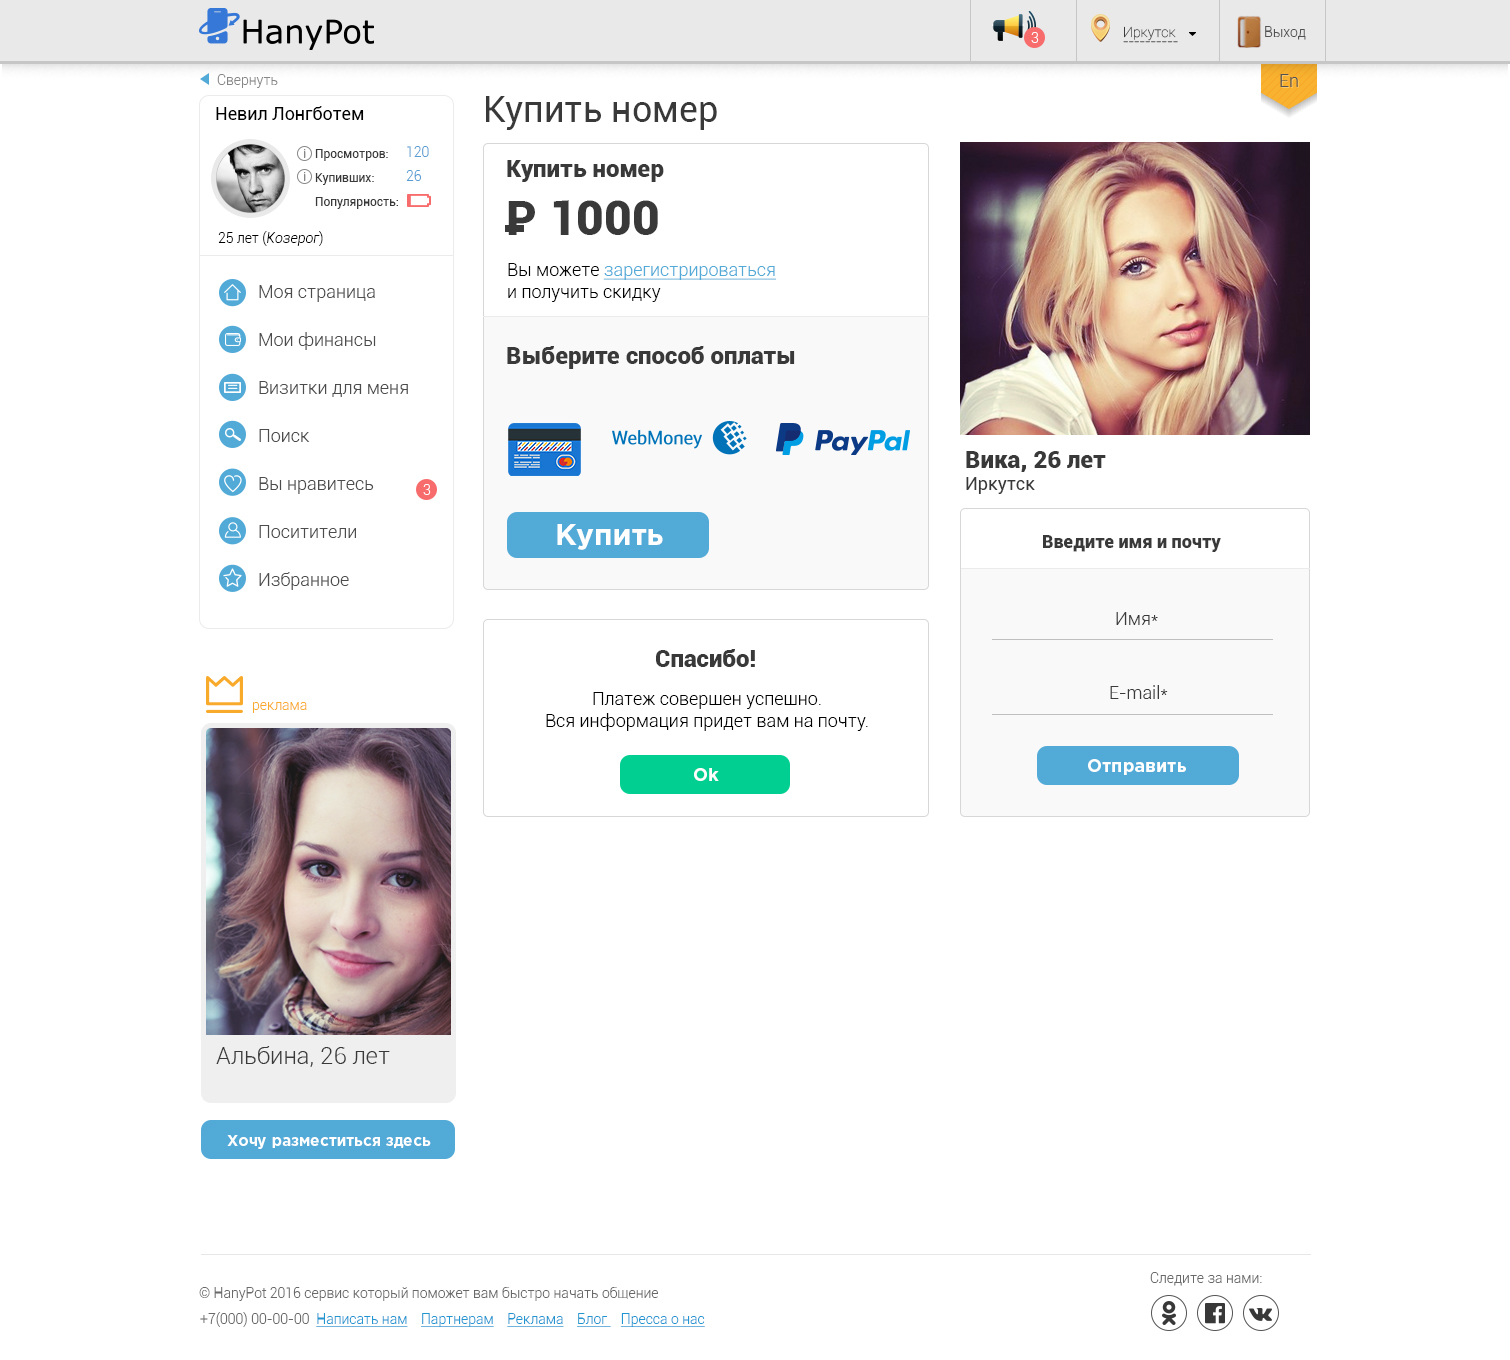 HanyPot
3
Иркутск
Выход
En
Свернуть
Невил Лонгботем
Просмотров: 120
Купивших: 26
Популярность:
25 лет (Козерог)
Моя страница
Мои финансы
Визитки для меня
Поиск
Вы нравитесь 3
Поситители
Избранное
реклама
Альбина, 26 лет
Хочу разместиться здесь
Купить номер
Купить номер
₽ 1000
Вы можете зарегистрироваться
и получить скидку
Выберите способ оплаты
WebMoney
PayPal
Купить
Спасибо!
Платеж совершен успешно.
Вся информация придет вам на почту.
Ok
Вика, 26 лет
Иркутск
Введите имя и почту
Имя*
E-mail*
Отправить
© HanyPot 2016 сервис который поможет вам быстро начать общение
+7(000) 00-00-00 Написать нам Партнерам Реклама Блог Пресса о нас
Следите за нами: